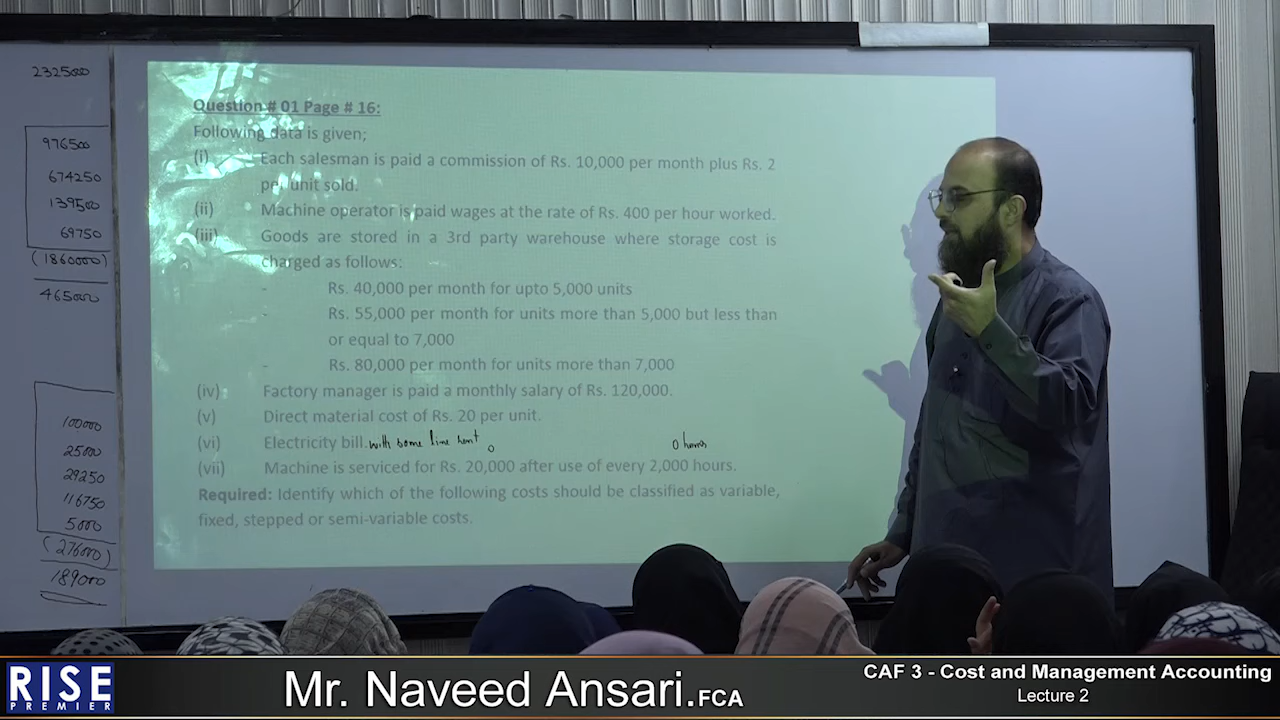 2325000
976500
674250
139500
69750
(1860000)
465000
100000
25000
29250
116750
5000
(276000)
189000
Question # 01 Page # 16:
Following data is given;
(i) Each salesman is paid a commission of Rs. 10,000 per month plus Rs. 2
per unit sold.
(ii) Machine operator is paid wages at the rate of Rs. 400 per hour worked.
(iii) Goods are stored in a 3rd party warehouse where storage cost is
charged as follows:
- Rs. 40,000 per month for upto 5,000 units
- Rs. 55,000 per month for units more than 5,000 but less than
or equal to 7,000
- Rs. 80,000 per month for units more than 7,000
(iv) Factory manager is paid a monthly salary of Rs. 120,000.
(v) Direct material cost of Rs. 20 per unit.
(vi) Electricity bill. with some line rent
0 0 hours
(vii) Machine is serviced for Rs. 20,000 after use of every 2,000 hours.
Required: Identify which of the following costs should be classified as variable,
fixed, stepped or semi-variable costs.
RISE
PREMIER
Mr. Naveed Ansari.FCA
CAF 3 - Cost and Management Accounting
Lecture 2